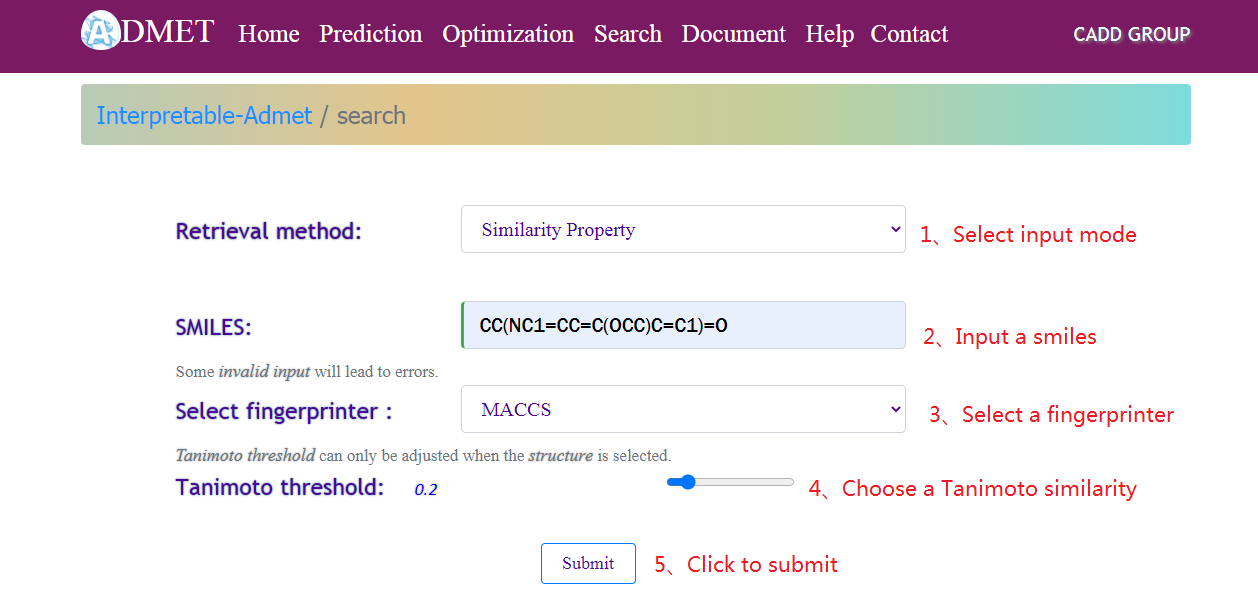 ADMET Home Prediction Optimization Search Document Help Contact CADD GROUP
Interpretable-Admet / search
Retrieval method: Similarity Property 1、Select input mode
SMILES: CC(NC1=CC=C(OCC)C=C1)=O 2、Input a smiles
Some invalid input will lead to errors.
Select fingerprinter : MACCS 3、Select a fingerprinter
Tanimoto threshold can only be adjusted when the structure is selected.
Tanimoto threshold: 0.2 4、Choose a Tanimoto similarity
Submit 5、Click to submit